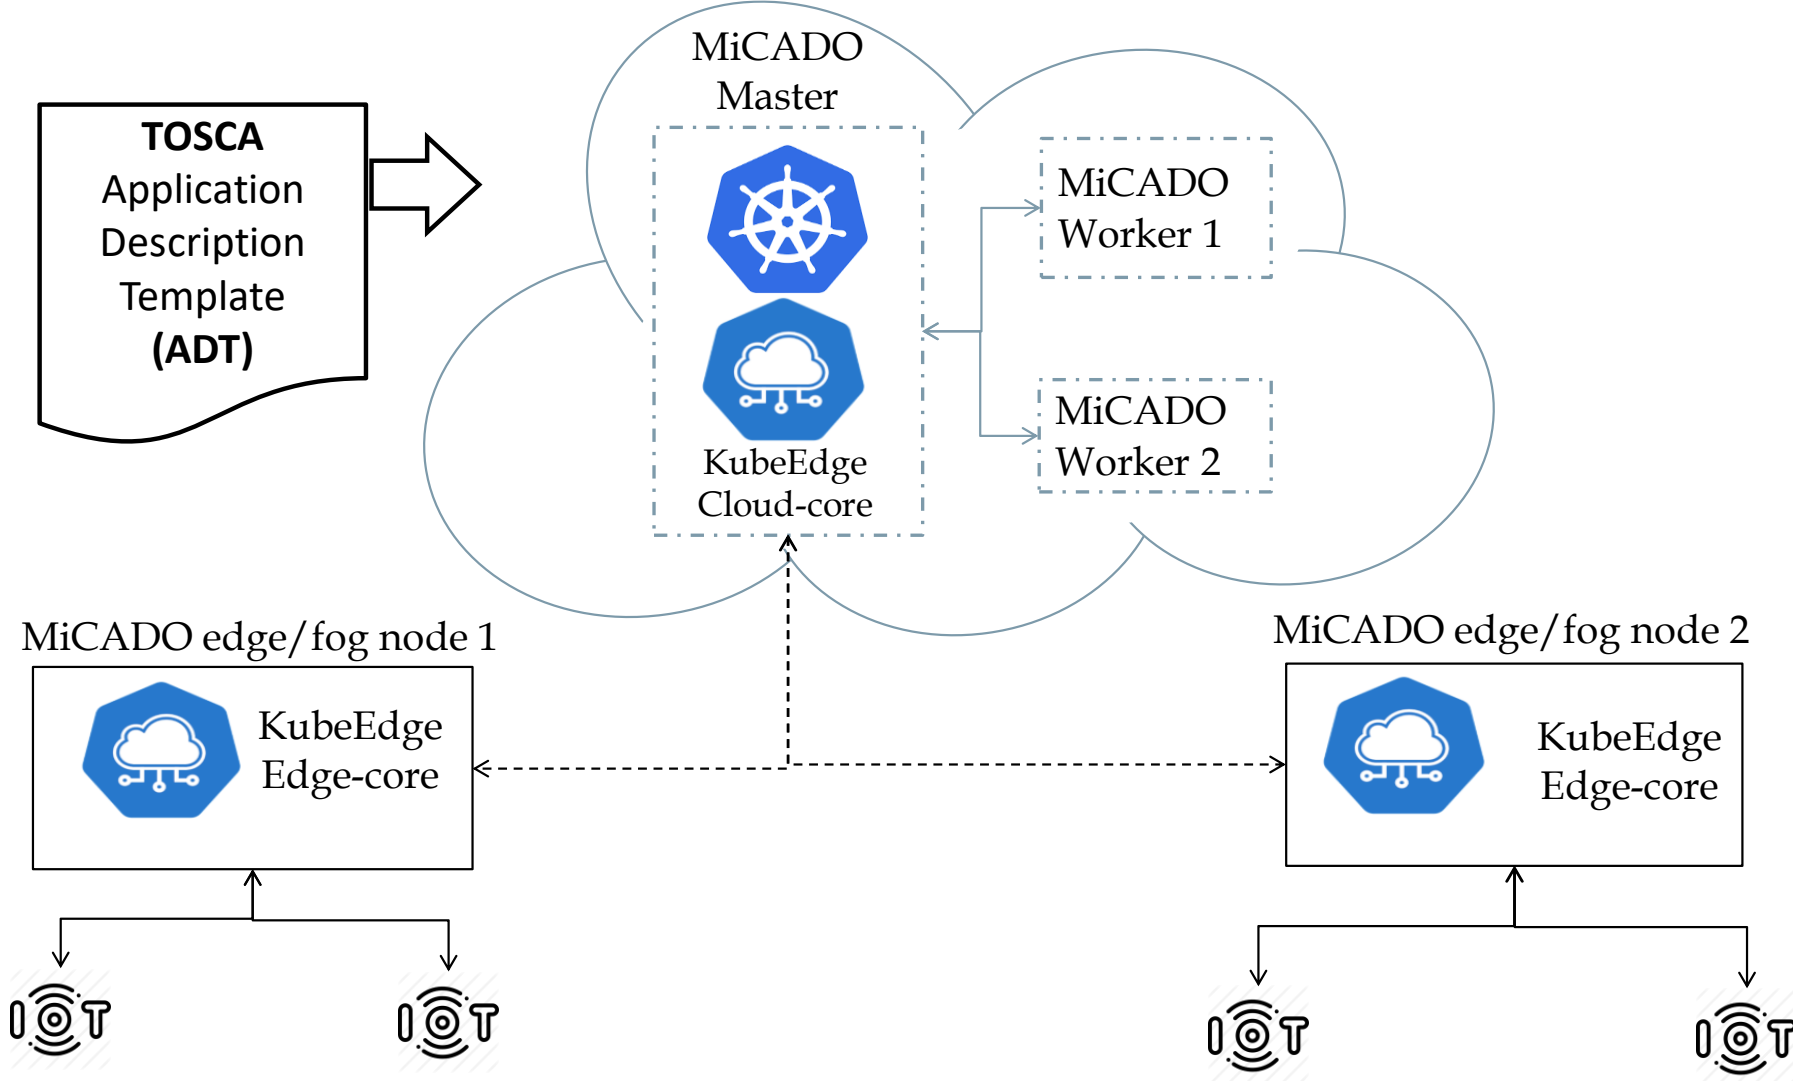 MiCADO
Master
TOSCA
Application
Description
Template
(ADT)
MiCADO
Worker 1
MiCADO
Worker 2
KubeEdge
Cloud-core
MiCADO edge/fog node 1
KubeEdge
Edge-core
MiCADO edge/fog node 2
KubeEdge
Edge-core
IOT
IOT
IOT
IOT